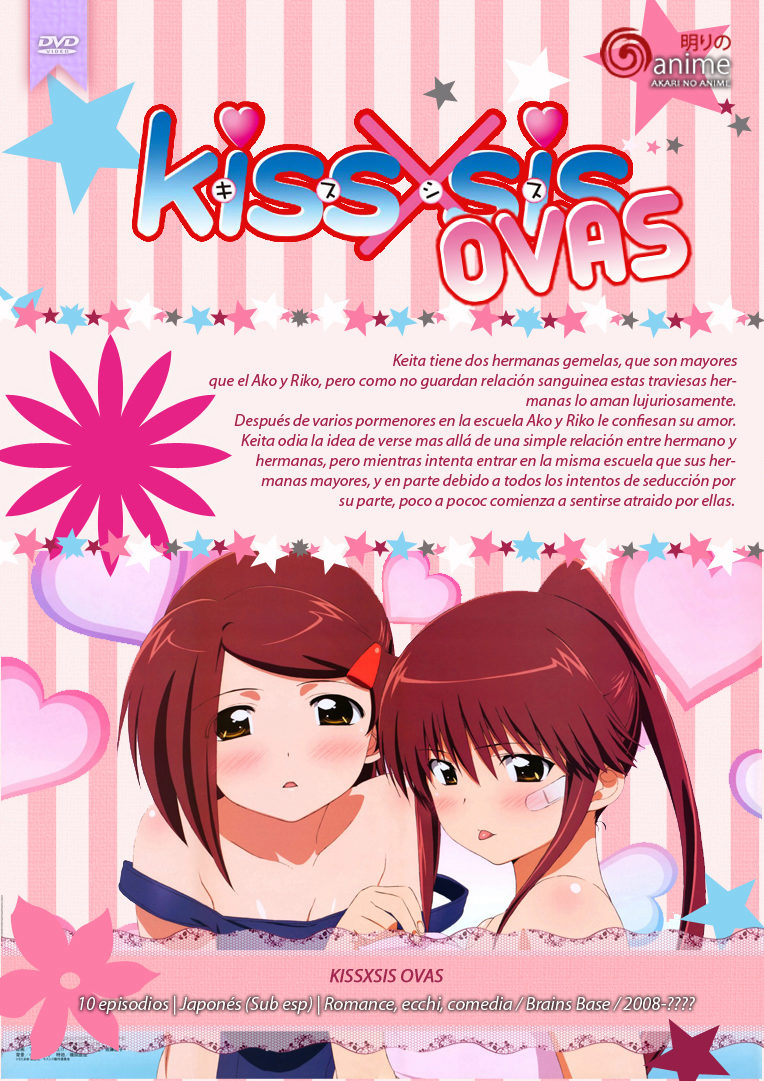 DVD
VIDEO
明りの
anime
AKARI NO ANIME
kissxsis
キ ス シ ス
OVAS
Keita tiene dos hermanas gemelas, que son mayores
que el Ako y Riko, pero como no guardan relación sanguinea estas traviesas her-
manas lo aman lujuriosamente.
Después de varios pormenores en la escuela Ako y Riko le confiesan su amor.
Keita odia la idea de verse mas allá de una simple relación entre hermano y
hermanas, pero mientras intenta entrar en la misma escuela que sus her-
manas mayores, y en parte debido a todos los intentos de seducción por
su parte, poco a pococ comienza a sentirse atraido por ellas.
KISSXSIS OVAS
10 episodios | Japonés (Sub esp) | Romance, ecchi, comedia / Brains Base / 2008-????